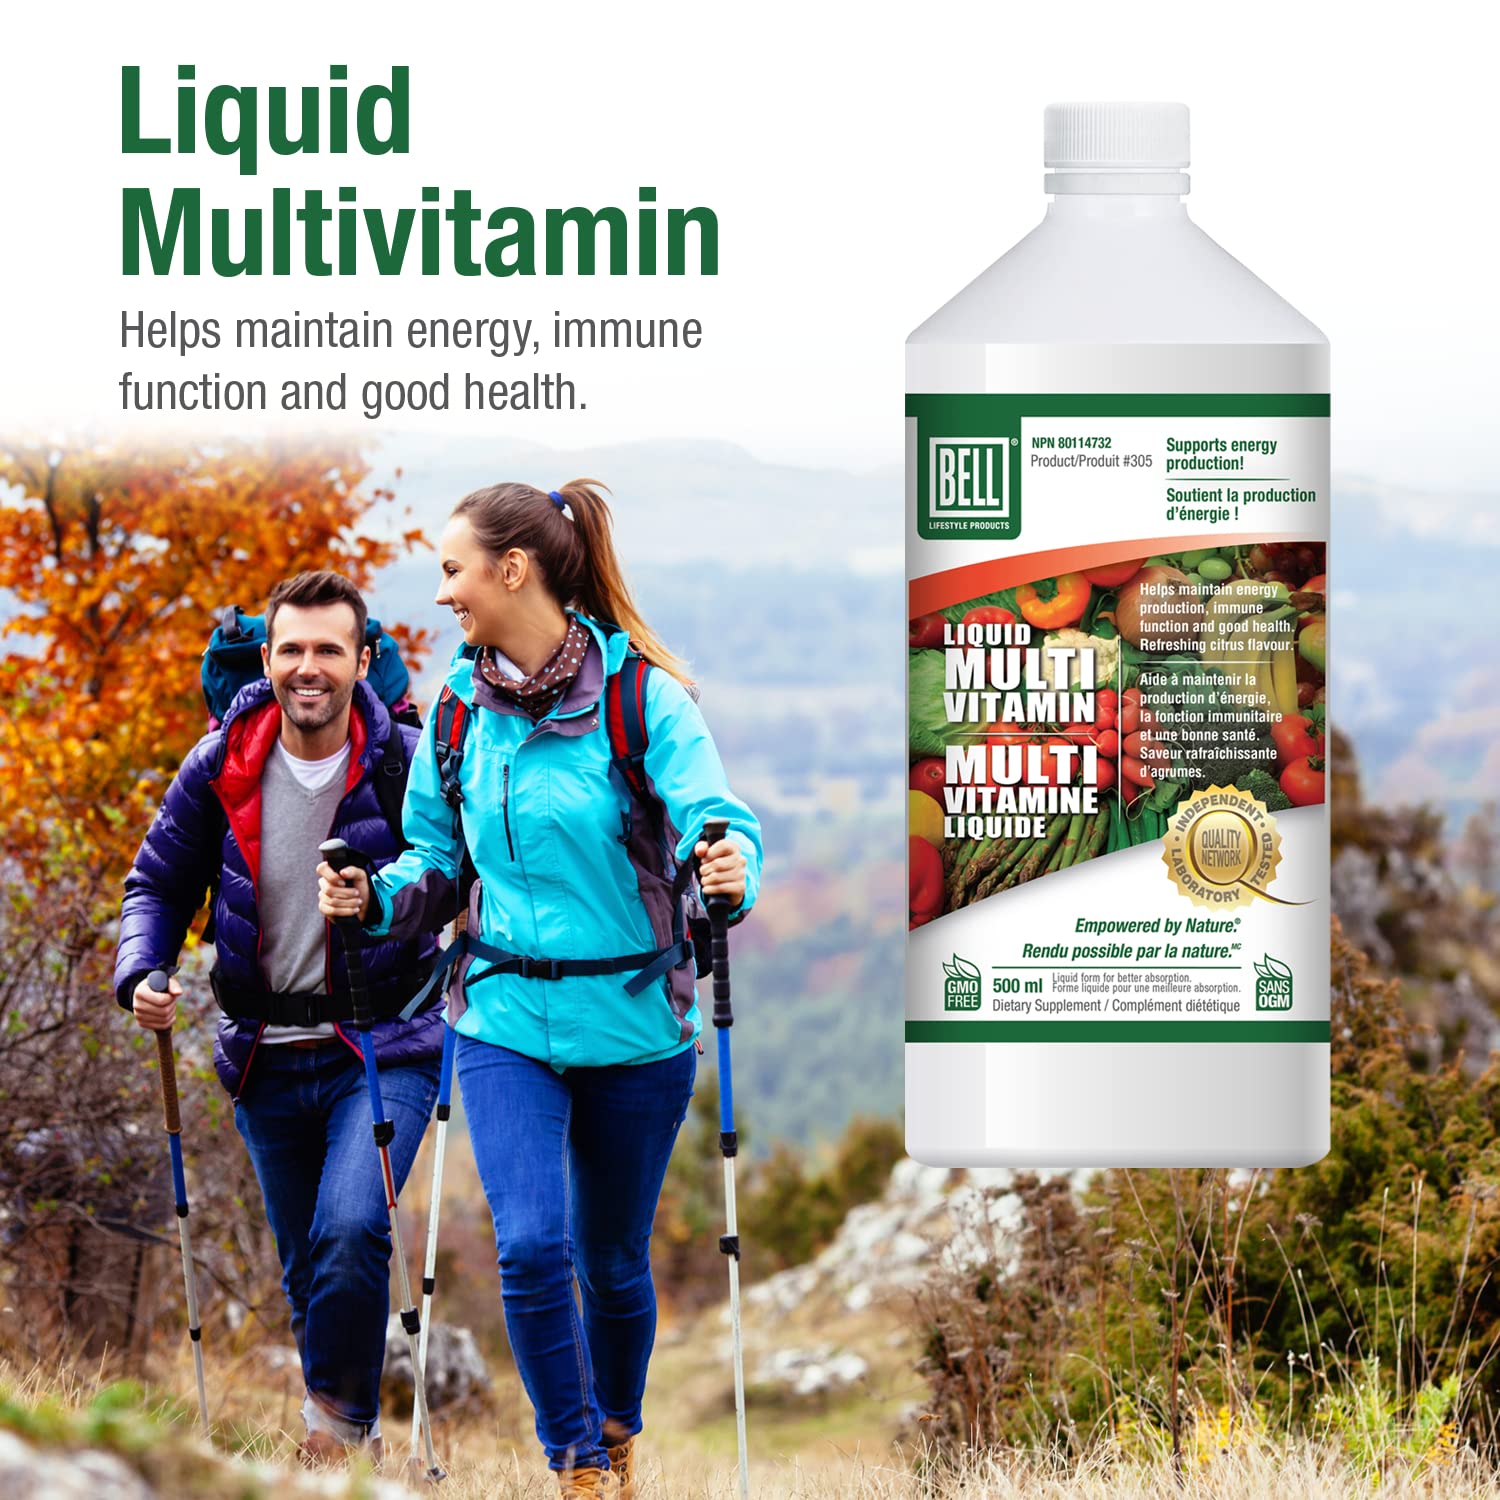 Liquid
Multivitamin
Helps maintain energy, immune
function and good health.
BELL®
LIFESTYLE PRODUCTS
NPN 80114732
Product/Produit #305
Supports energy
production!
Soutient la production
d'énergie !
Helps maintain energy
production, immune
function and good health.
Refreshing citrus flavour.
Aide à maintenir la
production d'énergie,
la fonction immunitaire
et une bonne santé.
Saveur rafraîchissante
d'agrumes.
LIQUID
MULTI
VITAMIN
MULTI
VITAMINE
LIQUIDE
INDEPENDENT
LABORATORY TESTED
QUALITY
NETWORK
Empowered by Nature.®
Rendu possible par la nature.MC
GMO
FREE
500 ml
Liquid form for better absorption.
Forme liquide pour une meilleure absorption.
Dietary Supplement / Complément diététique
SANS
OGM